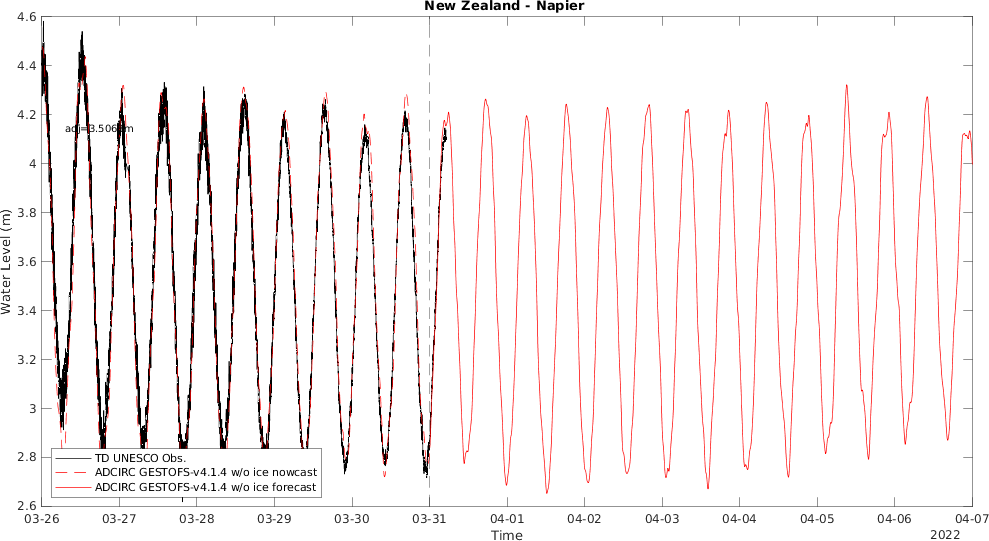 New Zealand - Napier
4.6
4.4
4.2
4
3.8
3.6
3.4
3.2
3
2.8
2.6
Water Level (m)
adj=3.506 m
TD UNESCO Obs.
ADCIRC GESTOFS-v4.1.4 w/o ice nowcast
ADCIRC GESTOFS-v4.1.4 w/o ice forecast
03-26 03-27 03-28 03-29 03-30 03-31 04-01 04-02 04-03 04-04 04-05 04-06 04-07
Time
2022